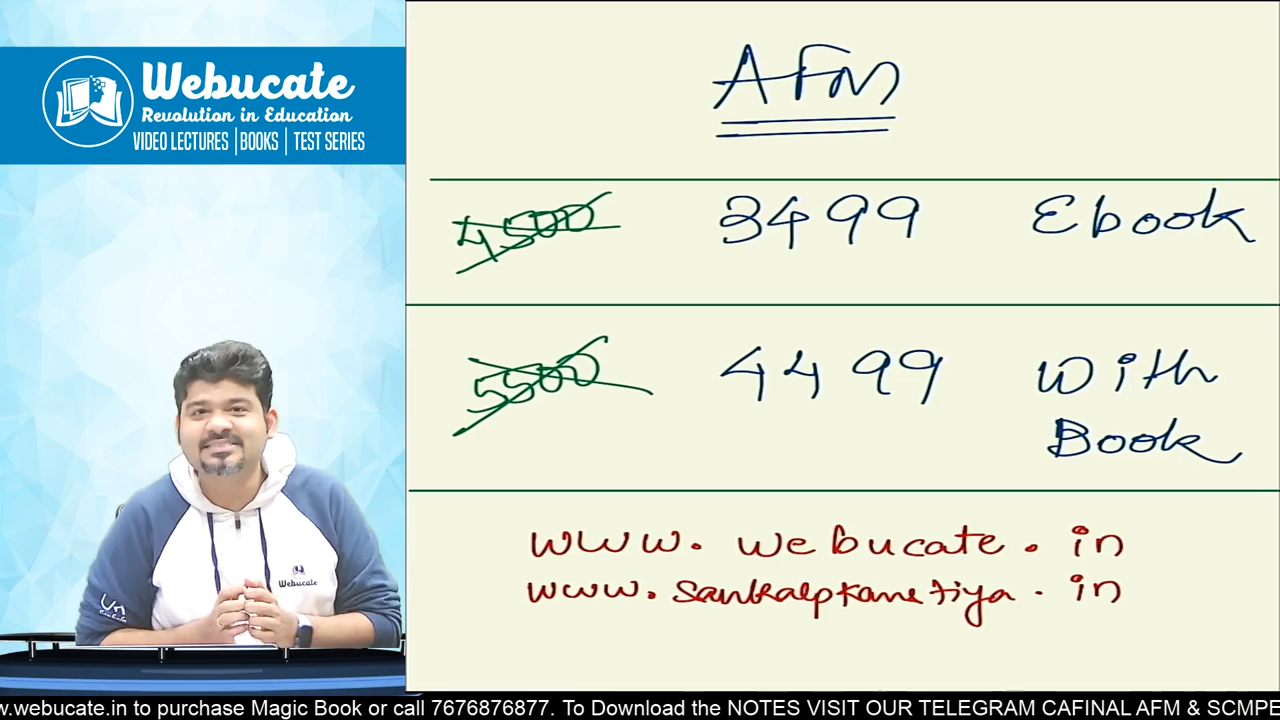 Webucate
Revolution in Education
VIDEO LECTURES | BOOKS | TEST SERIES
AFM
4500 3499 Ebook
5500 4499 With
Book
www.webucate.in
www.sankalpkanstiya.in
Webucate
w.webucate.in to purchase Magic Book or call 7676876877. To Download the NOTES VISIT OUR TELEGRAM CAFINAL AFM & SCMPE